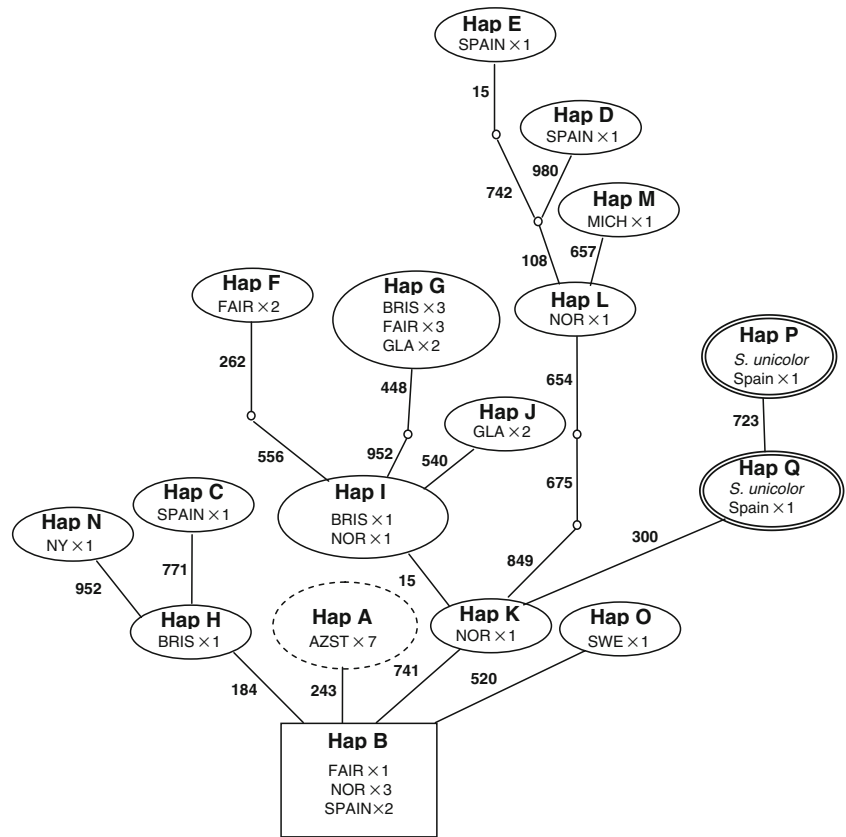 Hap E
SPAIN × 1
15
Hap D
SPAIN × 1
980
742
Hap M
MICH × 1
657
108
Hap F
FAIR × 2
Hap G
BRIS × 3
FAIR × 3
GLA × 2
Hap L
NOR × 1
Hap P
S. unicolor
Spain × 1
262
448
654
723
Hap J
GLA × 2
556
952
540
675
Hap Q
S. unicolor
Spain × 1
Hap I
BRIS × 1
NOR × 1
Hap C
SPAIN × 1
Hap N
NY × 1
300
952
771
15
849
Hap H
BRIS × 1
Hap A
AZST × 7
Hap K
NOR × 1
Hap O
SWE × 1
184
243
741
520
Hap B
FAIR × 1
NOR × 3
SPAIN×2